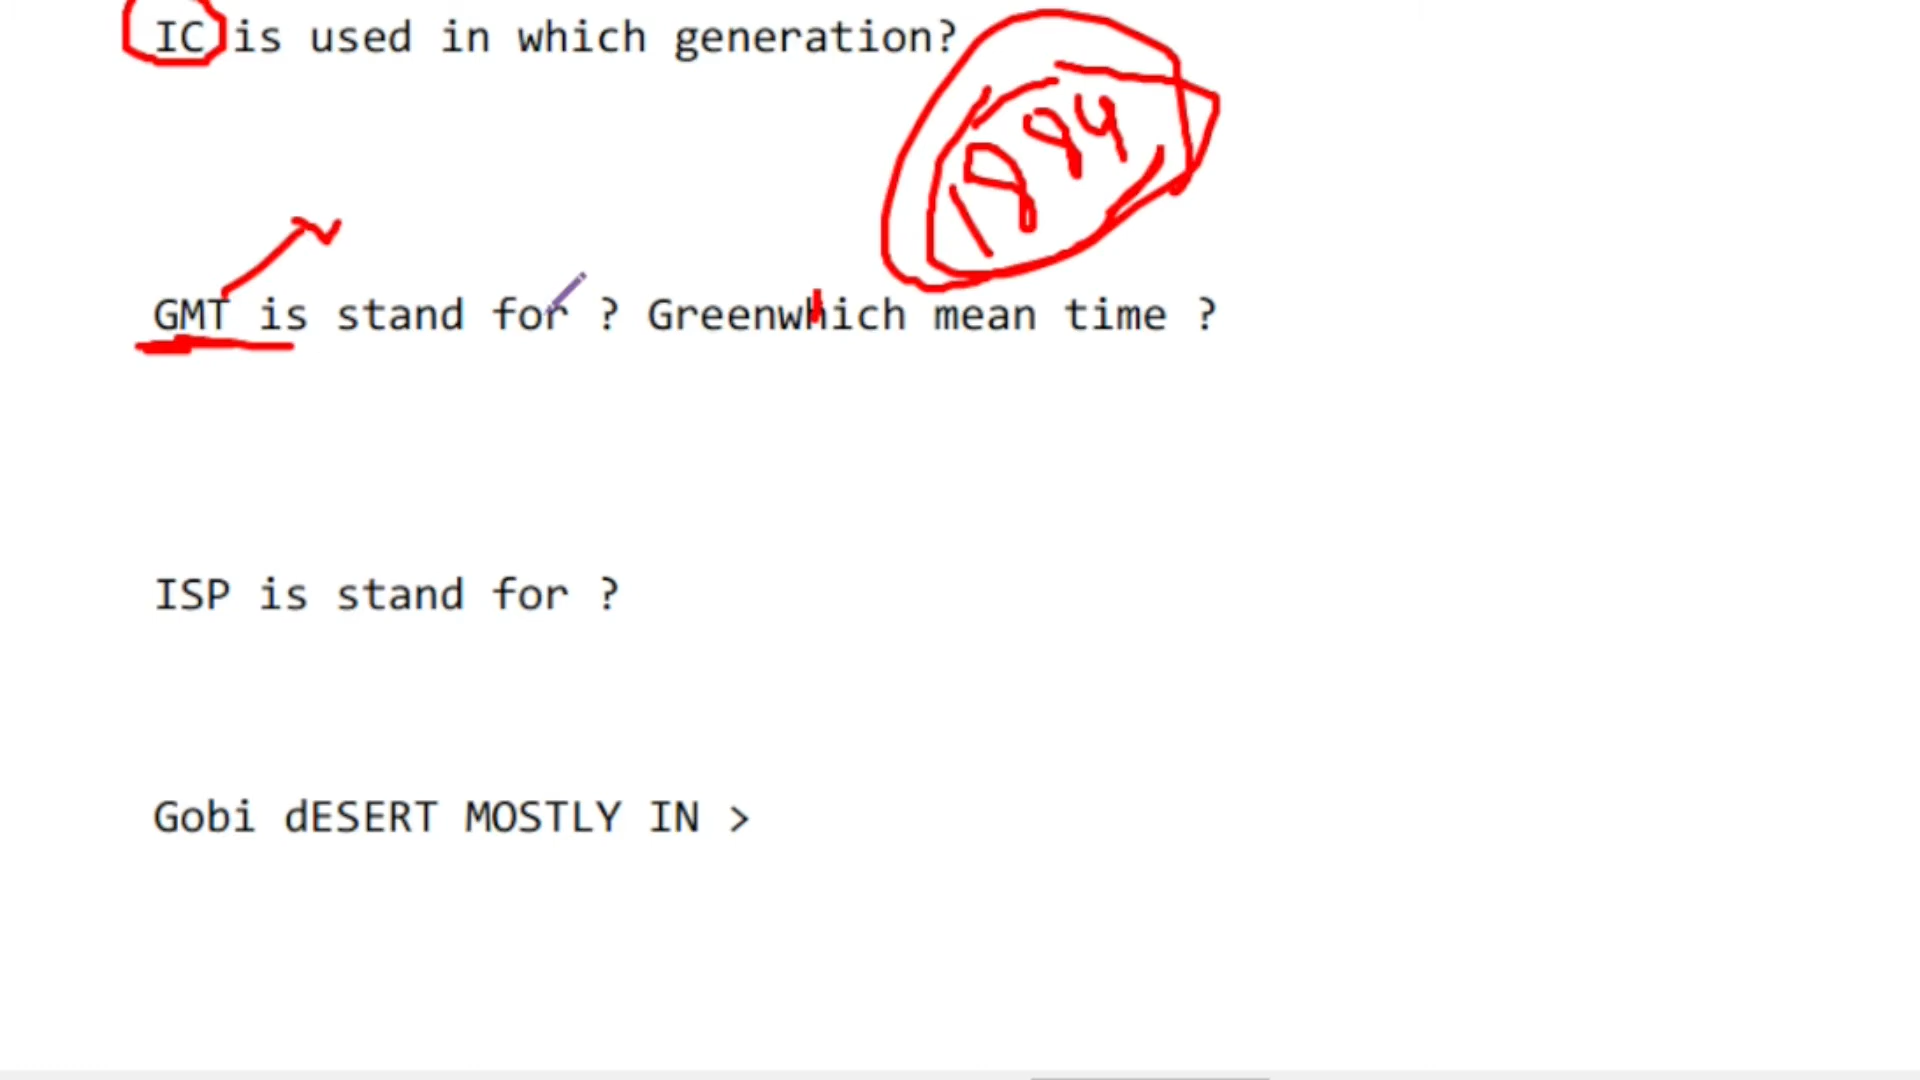 IC is used in which generation?
1884
GMT is stand for ? Greenwhich mean time ?
ISP is stand for ?
Gobi dESERT MOSTLY IN >